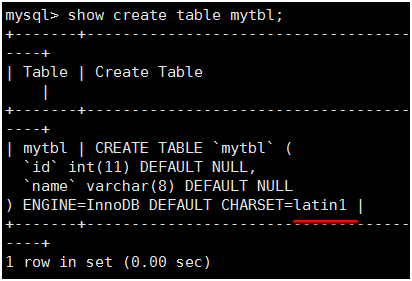 mysql> show create table mytbl;
+-------+------------------------------------
----+
| Table | Create Table
    |
+-------+------------------------------------
----+
| mytbl | CREATE TABLE `mytbl` (
  `id` int(11) DEFAULT NULL,
  `name` varchar(8) DEFAULT NULL
) ENGINE=InnoDB DEFAULT CHARSET=latin1 |
+-------+------------------------------------
----+
1 row in set (0.00 sec)